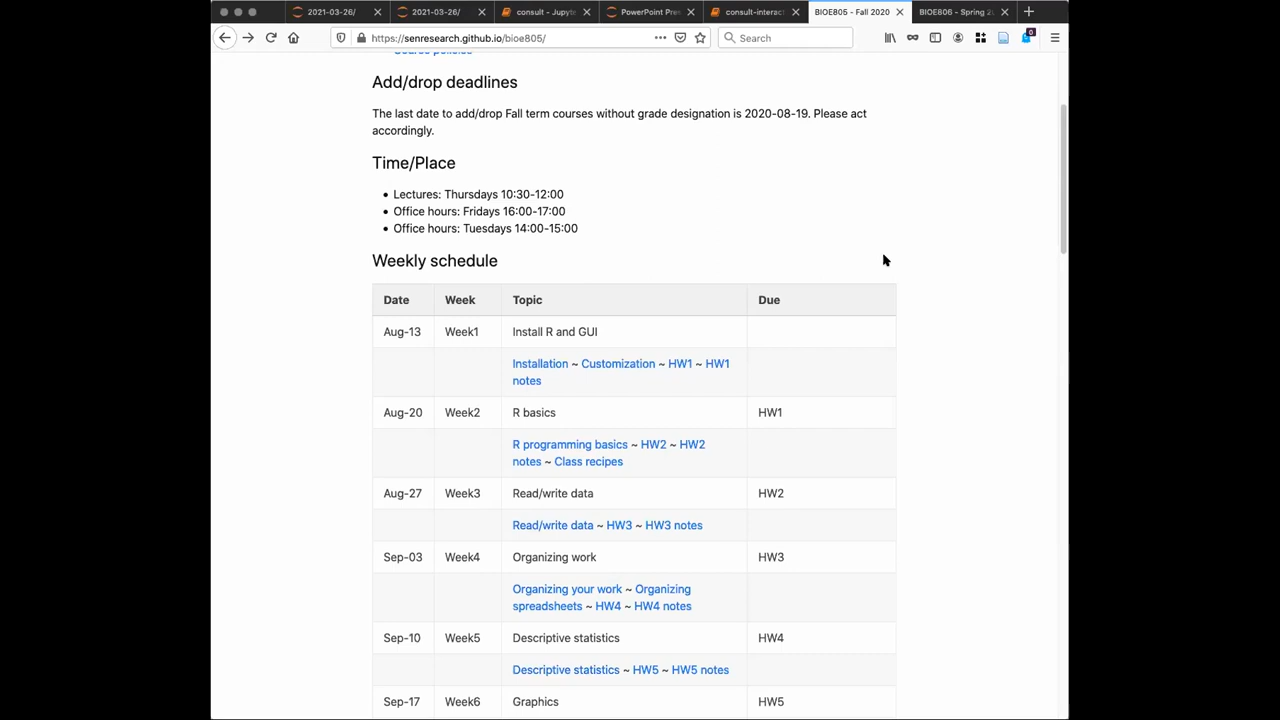 2021-03-26/
2021-03-26/
consult - Jupyte
PowerPoint Pres
consult-interac
BIOE805 - Fall 2020
BIOE806 - Spring 2
https://senresearch.github.io/bioe805/
Search
0
Course policies
Add/drop deadlines
The last date to add/drop Fall term courses without grade designation is 2020-08-19. Please act
accordingly.
Time/Place
• Lectures: Thursdays 10:30-12:00
• Office hours: Fridays 16:00-17:00
• Office hours: Tuesdays 14:00-15:00
Weekly schedule
Date Week Topic Due
Aug-13 Week1 Install R and GUI
Installation ~ Customization ~ HW1 ~ HW1
notes
Aug-20 Week2 R basics HW1
R programming basics ~ HW2 ~ HW2
notes ~ Class recipes
Aug-27 Week3 Read/write data HW2
Read/write data ~ HW3 ~ HW3 notes
Sep-03 Week4 Organizing work HW3
Organizing your work ~ Organizing
spreadsheets ~ HW4 ~ HW4 notes
Sep-10 Week5 Descriptive statistics HW4
Descriptive statistics ~ HW5 ~ HW5 notes
Sep-17 Week6 Graphics HW5